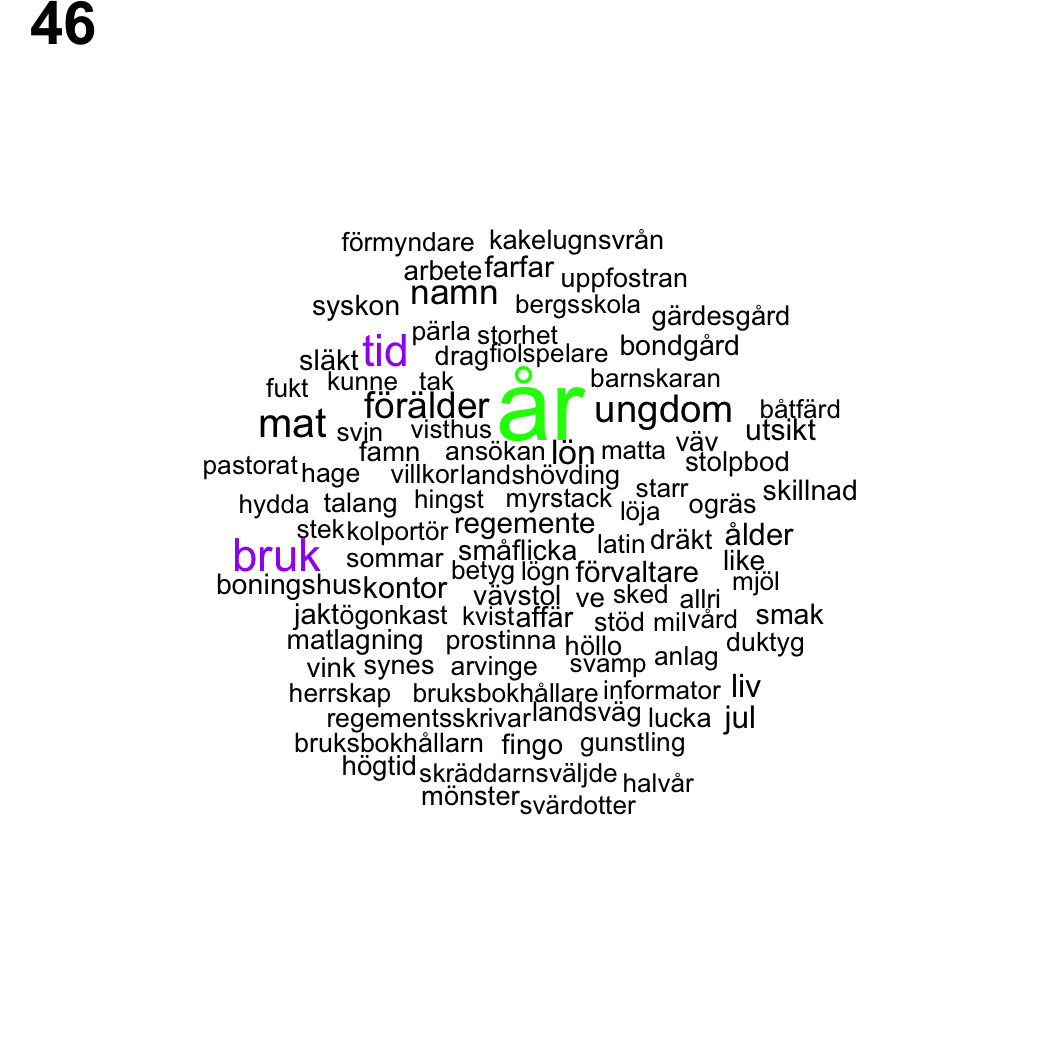 46
förmyndare kakelugnsvrån
arbete farfar uppfostran
syskon namn bergsskola gärdesgård
pärla storhet
släkt tid drag fiolspelare bondgård
fukt kunne tak år barnskaran
mat förälder ungdom båtfärd
svin visthus utsikt
famn ansökan lön matta väv
pastorat hage villkor landshövding stolpbod
hydda talang hingst myrstack starr ogräs skillnad
löja
stek kolportör regemente
bruk sommar småflicka latin dräkt ålder
boningshus kontor betyg lögn förvaltare like
vävstol ve sked allri mjöl
jakt ögonkast kvist affär stöd mil vård smak
matlagning prostinna höllo duktyg
vink synes arvinge svamp anlag
herrskap bruksbokhållare informator liv
regementsskrivar landsväg lucka jul
bruksbokhållarn fingo gunstling
högtid skräddarn sväljde halvår
mönster svärdotter